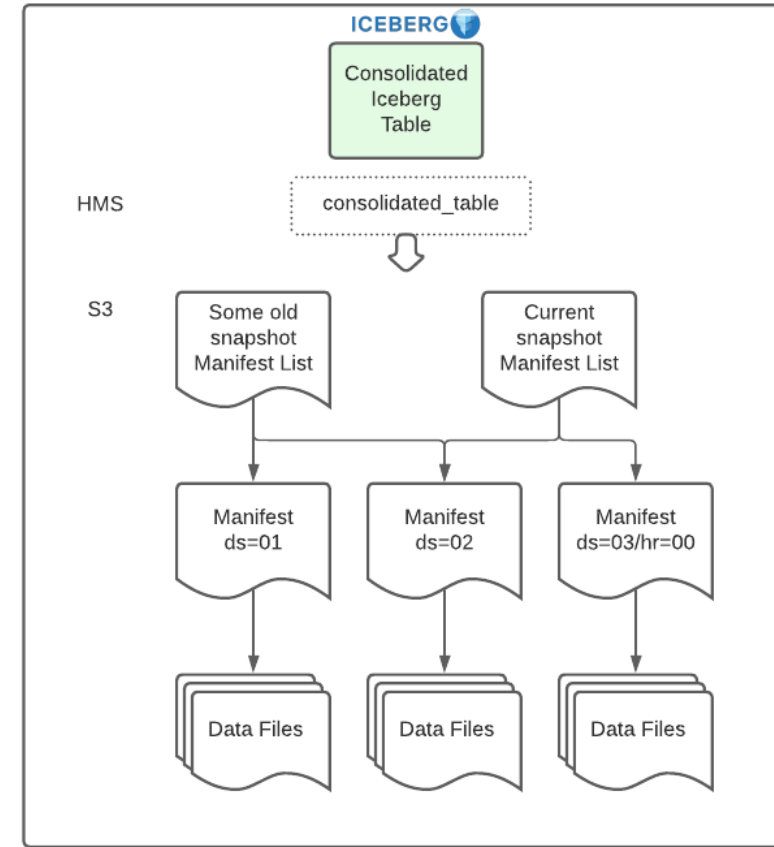 ICEBERG
Consolidated
Iceberg
Table
HMS
consolidated_table
S3
Some old
snapshot
Manifest List
Current
snapshot
Manifest List
Manifest
ds=01
Manifest
ds=02
Manifest
ds=03/hr=00
Data Files
Data Files
Data Files